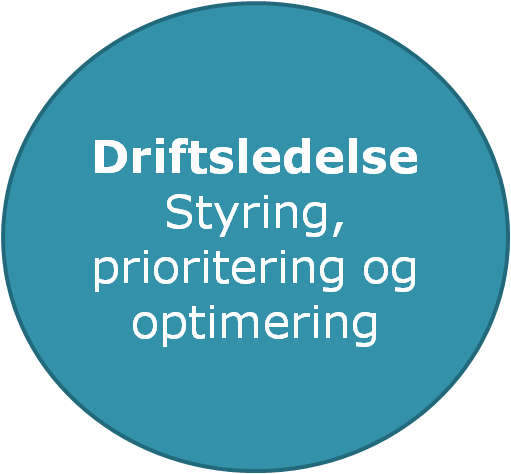 Driftsledelse
Styring,
prioritering og
optimering